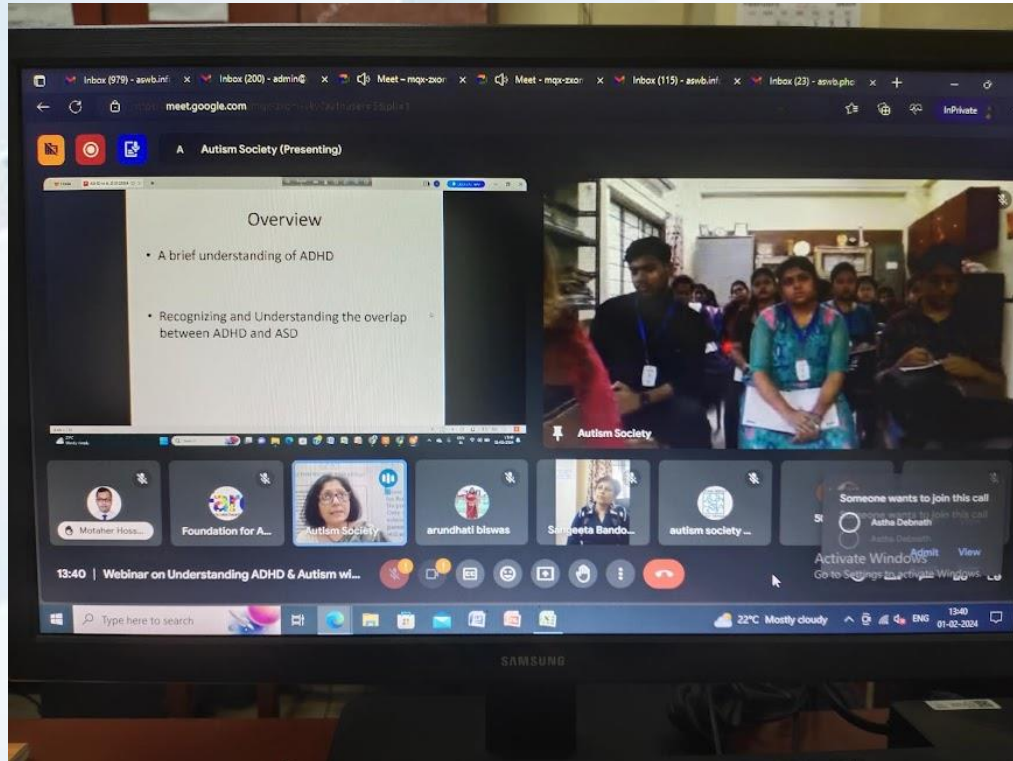 Inbox (979) - aswb.inf
Inbox (200) - admin@
Meet – mqx-zxor
Meet - mqx-zxor
Inbox (115) - aswb.inf
Inbox (23) - aswb.pho
meet.google.com
InPrivate
A Autism Society (Presenting)
Overview
• A brief understanding of ADHD
• Recognizing and Understanding the overlap
between ADHD and ASD
Autism Society
Motaher Hoss...
Foundation for A...
Autism Society
arundhati biswas
Sangeeta Bando...
autism society ...
Someone wants to join this call
Astha Debnath
Admit View
Activate Windows
Go to Settings to activate Windows.
13:40 | Webinar on Understanding ADHD & Autism wi...
Type here to search
22°C Mostly cloudy
ENG
13:40
01-02-2024
SAMSUNG